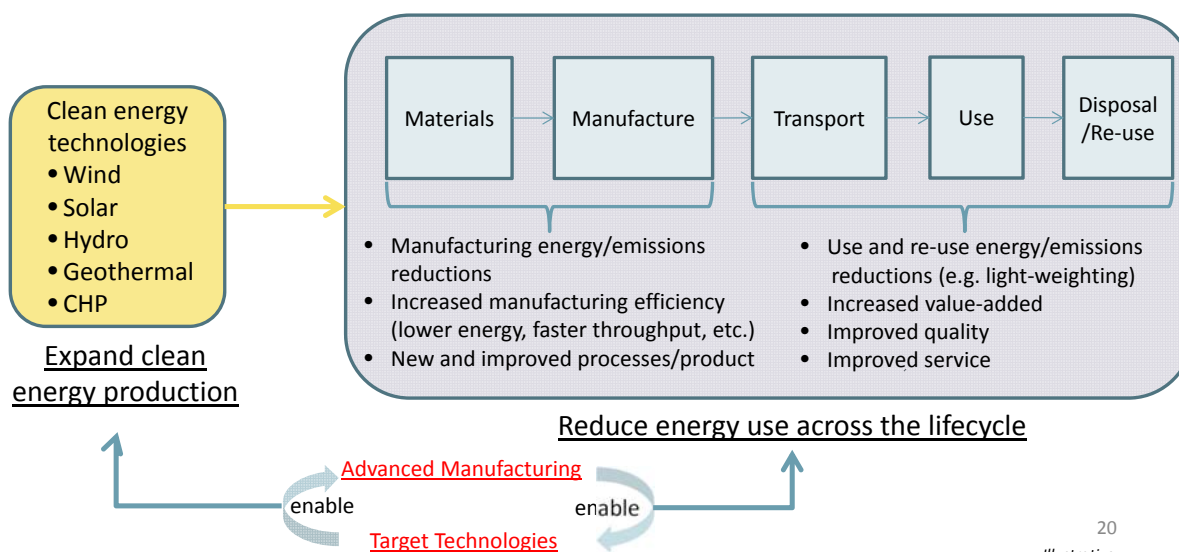 Clean energy
technologies
• Wind
• Solar
• Hydro
• Geothermal
• CHP
Expand clean
energy production
Materials
Manufacture
Transport
Use
Disposal
/Re-use
• Manufacturing energy/emissions
reductions
• Increased manufacturing efficiency
(lower energy, faster throughput, etc.)
• New and improved processes/product
• Use and re-use energy/emissions
reductions (e.g. light-weighting)
• Increased value-added
• Improved quality
• Improved service
Reduce energy use across the lifecycle
Advanced Manufacturing
enable
enable
Target Technologies
20